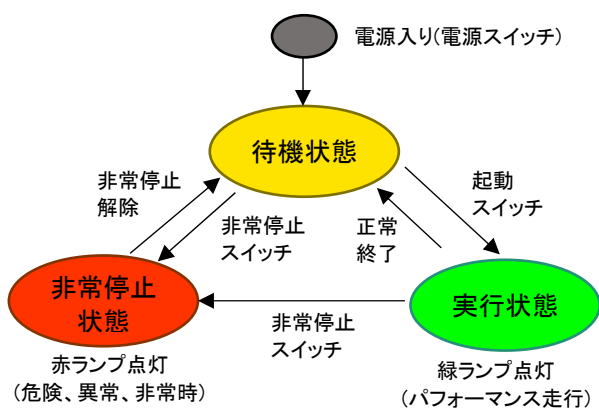 電源入り(電源スイッチ)
待機状態
非常停止
解除
起動
スイッチ
非常停止
スイッチ
正常
終了
非常停止
状態
実行状態
非常停止
スイッチ
赤ランプ点灯
(危険、異常、非常時)
緑ランプ点灯
(パフォーマンス走行)